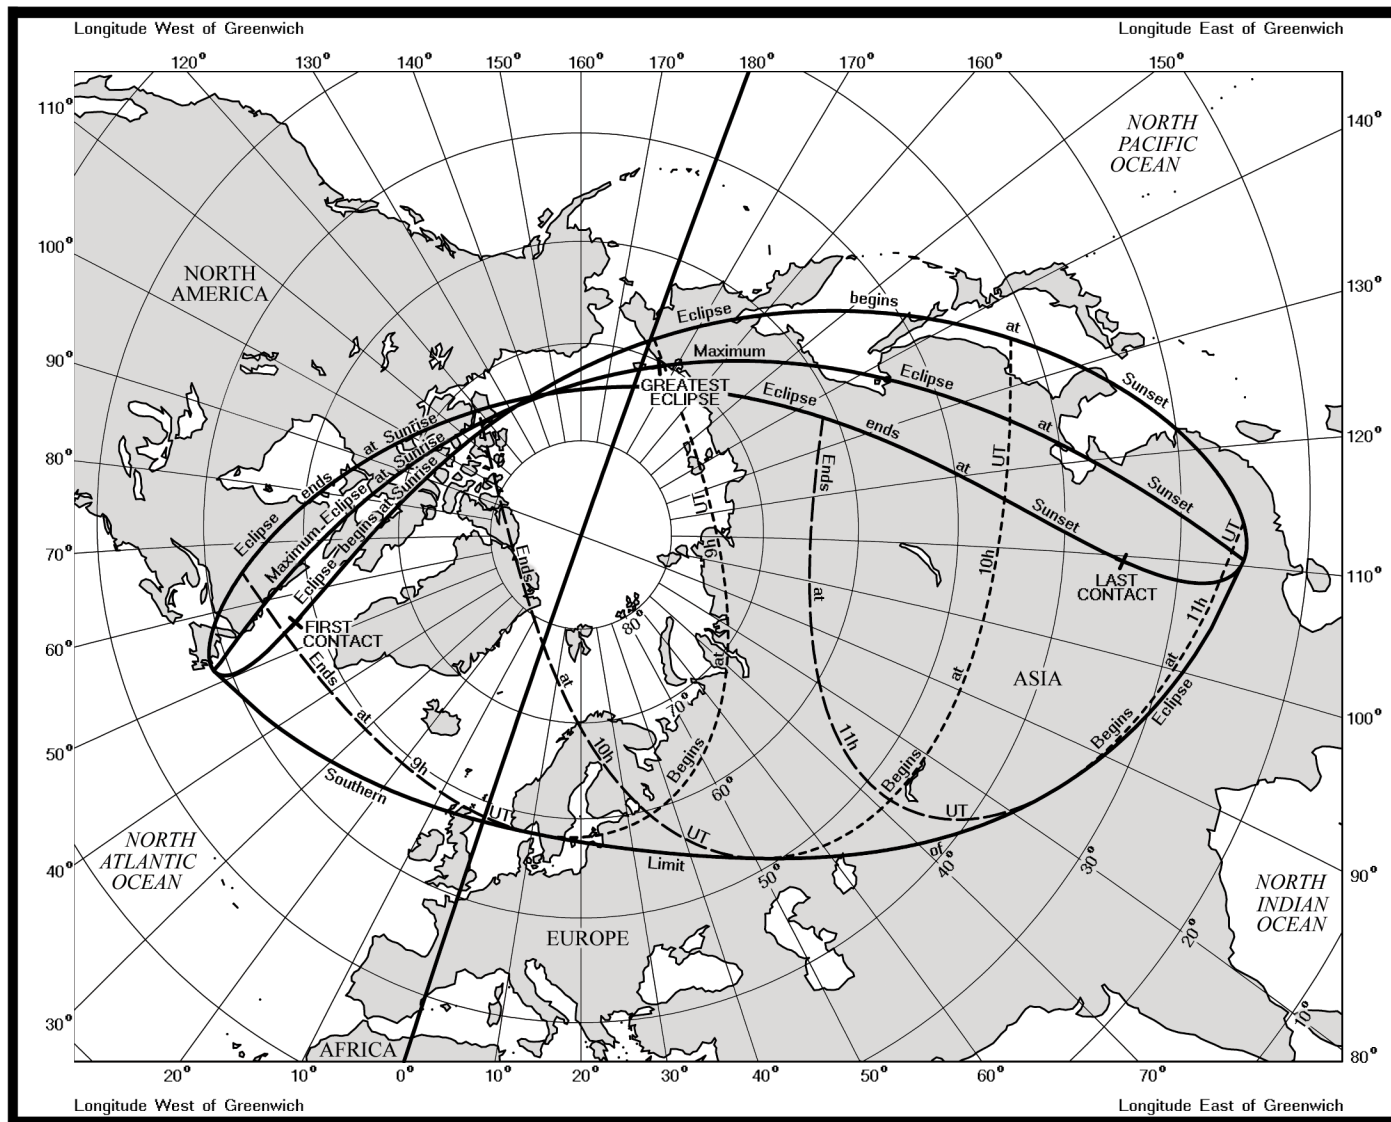 Longitude West of Greenwich
Longitude East of Greenwich
120° 130° 140° 150° 160° 170° 180° 170° 160° 150°
110°
140°
NORTH
PACIFIC
OCEAN
100°
NORTH
AMERICA
130°
Eclipse begins at Sunset
Maximum Eclipse at Sunset
GREATEST
ECLIPSE
Eclipse ends at Sunset
90°
120°
Eclipse ends at Sunrise
Maximum Eclipse at Sunrise
Eclipse begins at Sunrise
80°
70°
110°
LAST
CONTACT
FIRST
CONTACT
60°
Ends at 9h UT
Ends at 10h UT
Ends at 11h UT
Begins at 9h UT
Begins at 10h UT
Begins at 11h UT
ASIA
80°
70°
60°
50°
40°
30°
20°
10°
100°
50°
Southern Limit of Eclipse
NORTH
ATLANTIC
OCEAN
40°
90°
NORTH
INDIAN
OCEAN
EUROPE
30°
AFRICA
80°
20° 10° 0° 10° 20° 30° 40° 50° 60° 70°
Longitude West of Greenwich
Longitude East of Greenwich